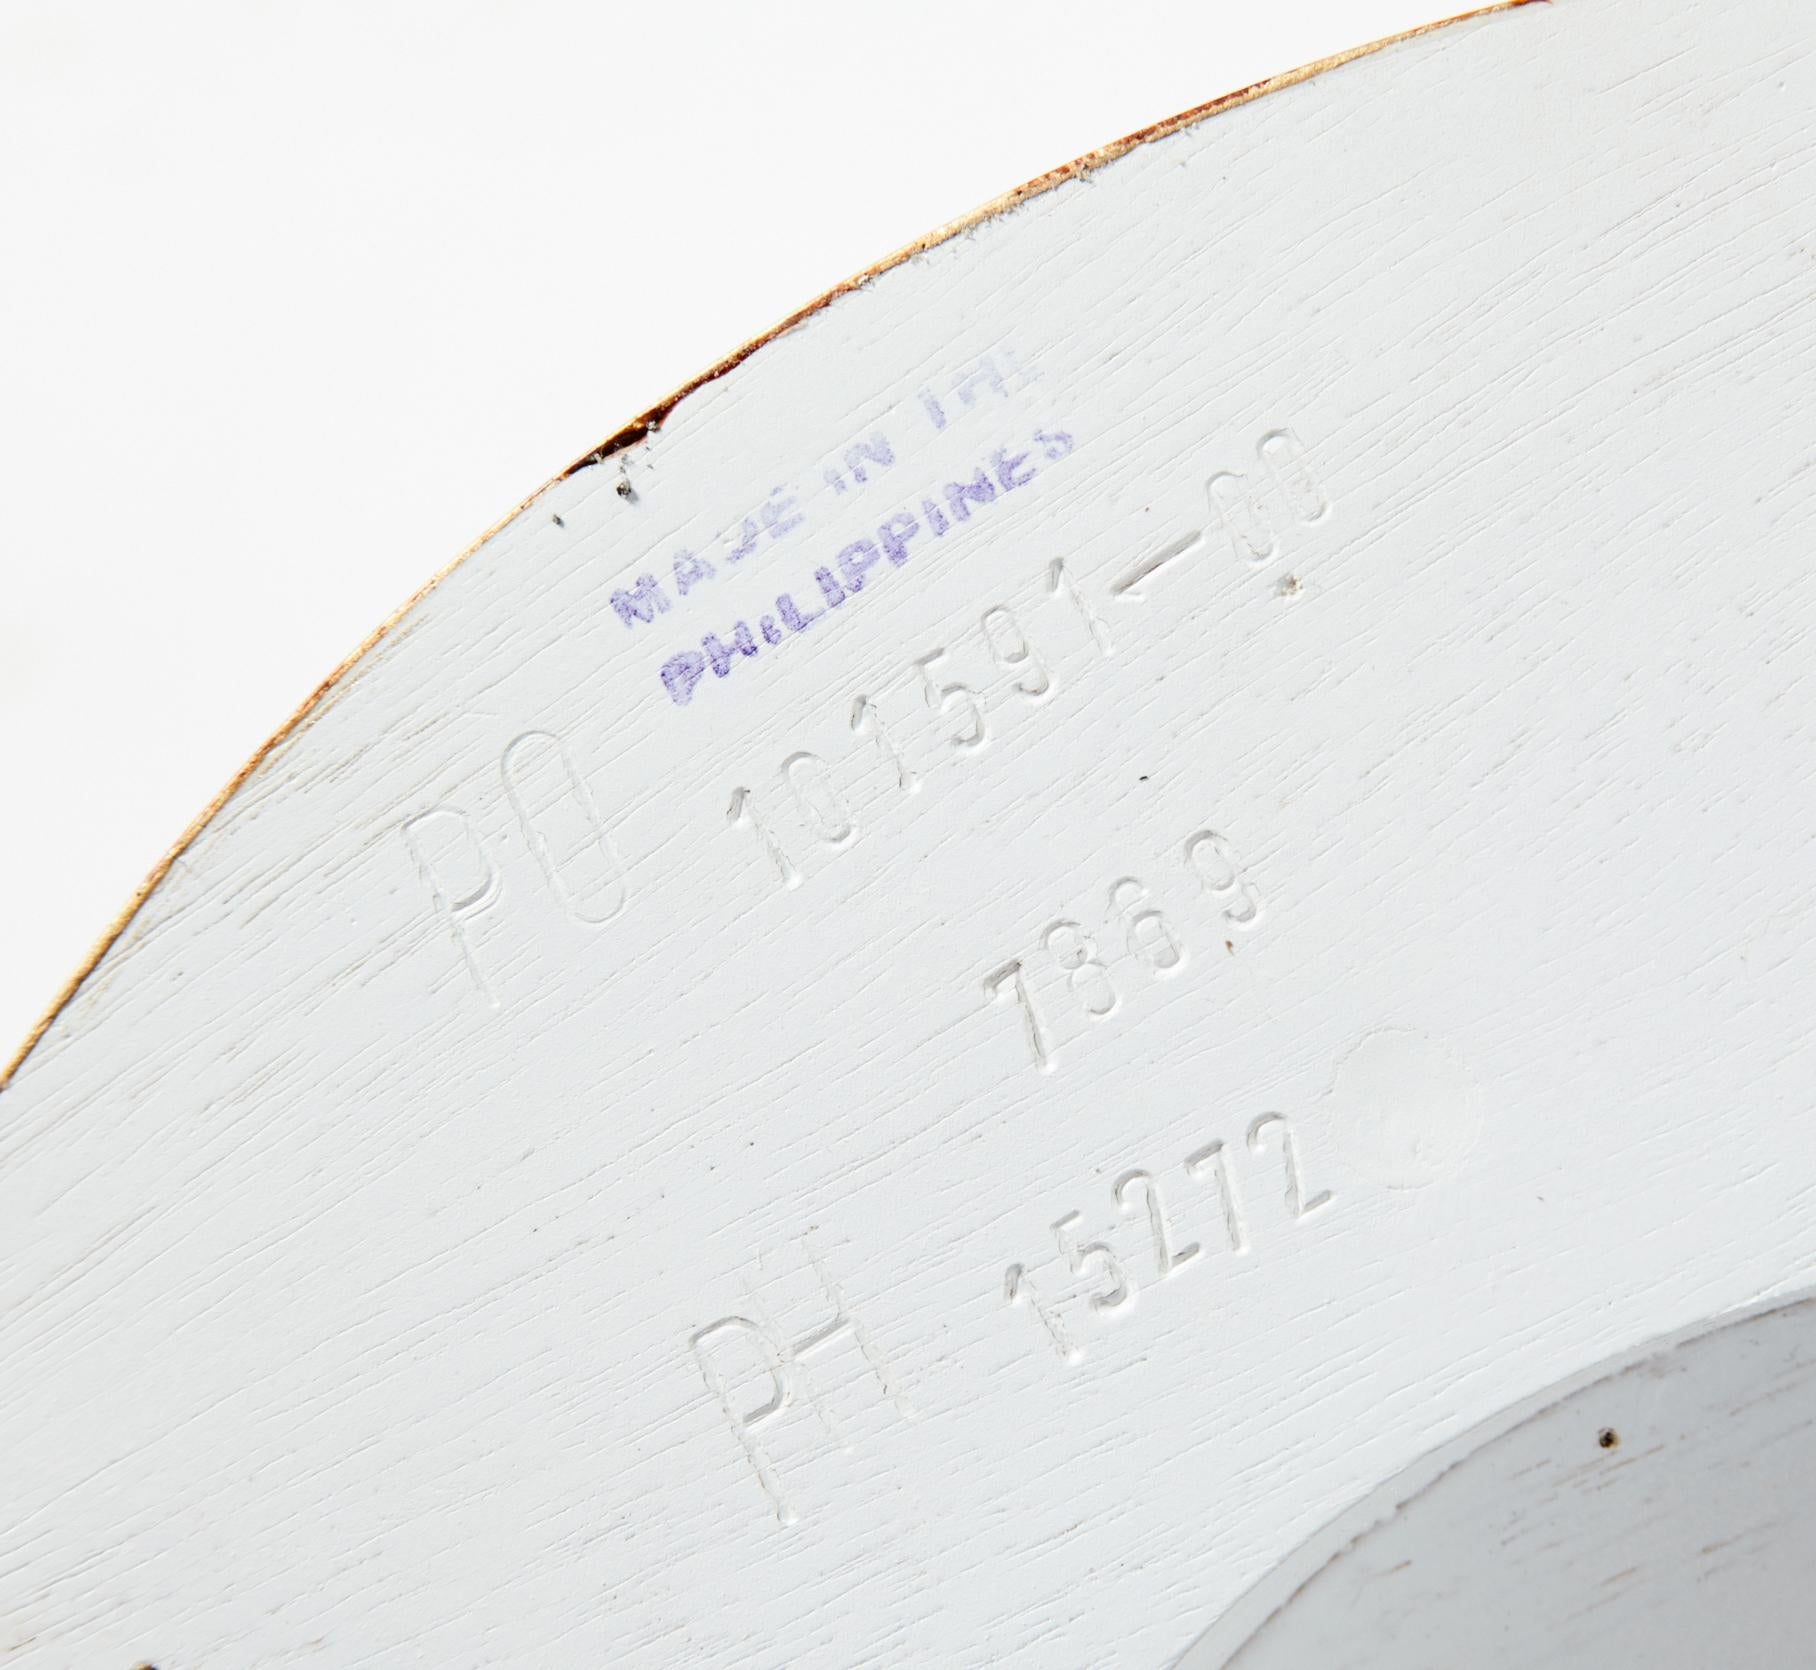 MADE IN THE
PHILIPPINES
PO 101591-00
7869
PH 15272